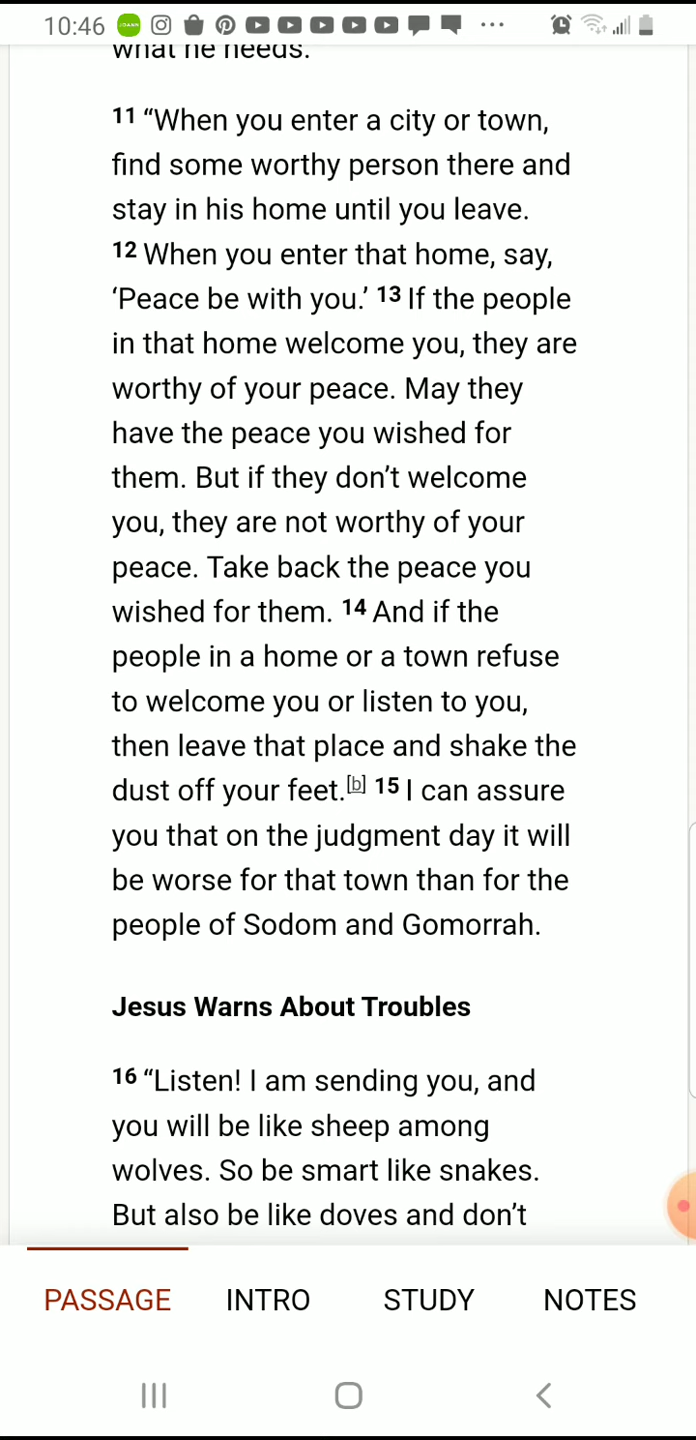 10:46
JOANN
what he needs.
11 “When you enter a city or town,
find some worthy person there and
stay in his home until you leave.
12 When you enter that home, say,
‘Peace be with you.’ 13 If the people
in that home welcome you, they are
worthy of your peace. May they
have the peace you wished for
them. But if they don’t welcome
you, they are not worthy of your
peace. Take back the peace you
wished for them. 14 And if the
people in a home or a town refuse
to welcome you or listen to you,
then leave that place and shake the
dust off your feet.[b] 15 I can assure
you that on the judgment day it will
be worse for that town than for the
people of Sodom and Gomorrah.
Jesus Warns About Troubles
16 “Listen! I am sending you, and
you will be like sheep among
wolves. So be smart like snakes.
But also be like doves and don’t
PASSAGE INTRO STUDY NOTES